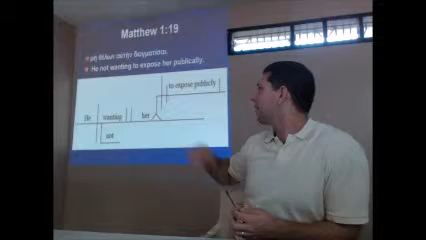 Matthew 1:19
μὴ θέλων αὐτὴν δειγματίσαι.
He not wanting to expose her publically.
to expose publicly
He wanting her
not